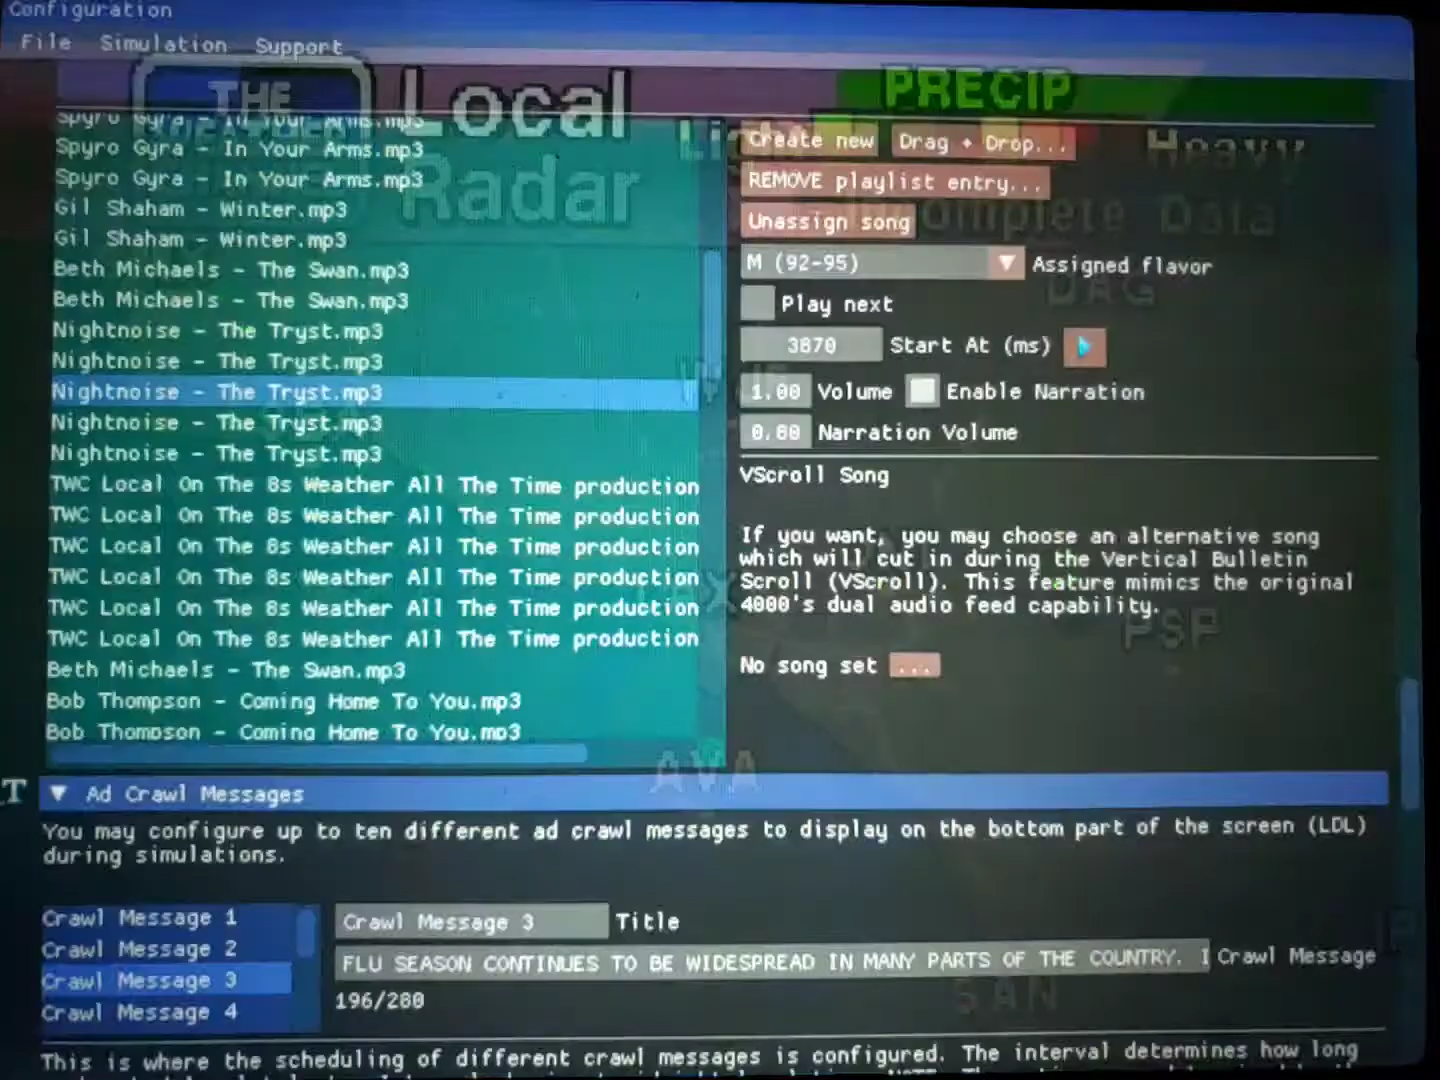 Configuration
File Simulation Support
THE
Local
Radar
PRECIP
Heavy
Spyro Gyra - In Your Arms.mp3
Spyro Gyra - In Your Arms.mp3
Spyro Gyra - In Your Arms.mp3
Gil Shaham - Winter.mp3
Gil Shaham - Winter.mp3
Beth Michaels - The Swan.mp3
Beth Michaels - The Swan.mp3
Nightnoise - The Tryst.mp3
Nightnoise - The Tryst.mp3
Nightnoise - The Tryst.mp3
Nightnoise - The Tryst.mp3
Nightnoise - The Tryst.mp3
TWC Local On The 8s Weather All The Time production
TWC Local On The 8s Weather All The Time production
TWC Local On The 8s Weather All The Time production
TWC Local On The 8s Weather All The Time production
TWC Local On The 8s Weather All The Time production
TWC Local On The 8s Weather All The Time production
Beth Michaels - The Swan.mp3
Bob Thompson - Coming Home To You.mp3
Bob Thompson - Coming Home To You.mp3
Create new Drag + Drop...
REMOVE playlist entry...
Unassign song
Data
M (92-95) Assigned flavor
DAG
Play next
3870 Start At (ms)
1.00 Volume Enable Narration
0.80 Narration Volume
VScroll Song
If you want, you may choose an alternative song
which will cut in during the Vertical Bulletin
Scroll (VScroll). This feature mimics the original
4000's dual audio feed capability.
PSP
No song set ...
AVA
Ad Crawl Messages
You may configure up to ten different ad crawl messages to display on the bottom part of the screen (LDL)
during simulations.
Crawl Message 1
Crawl Message 2
Crawl Message 3
Crawl Message 4
Crawl Message 3 Title
FLU SEASON CONTINUES TO BE WIDESPREAD IN MANY PARTS OF THE COUNTRY. I Crawl Message
196/280
SAN
This is where the scheduling of different crawl messages is configured. The interval determines how long